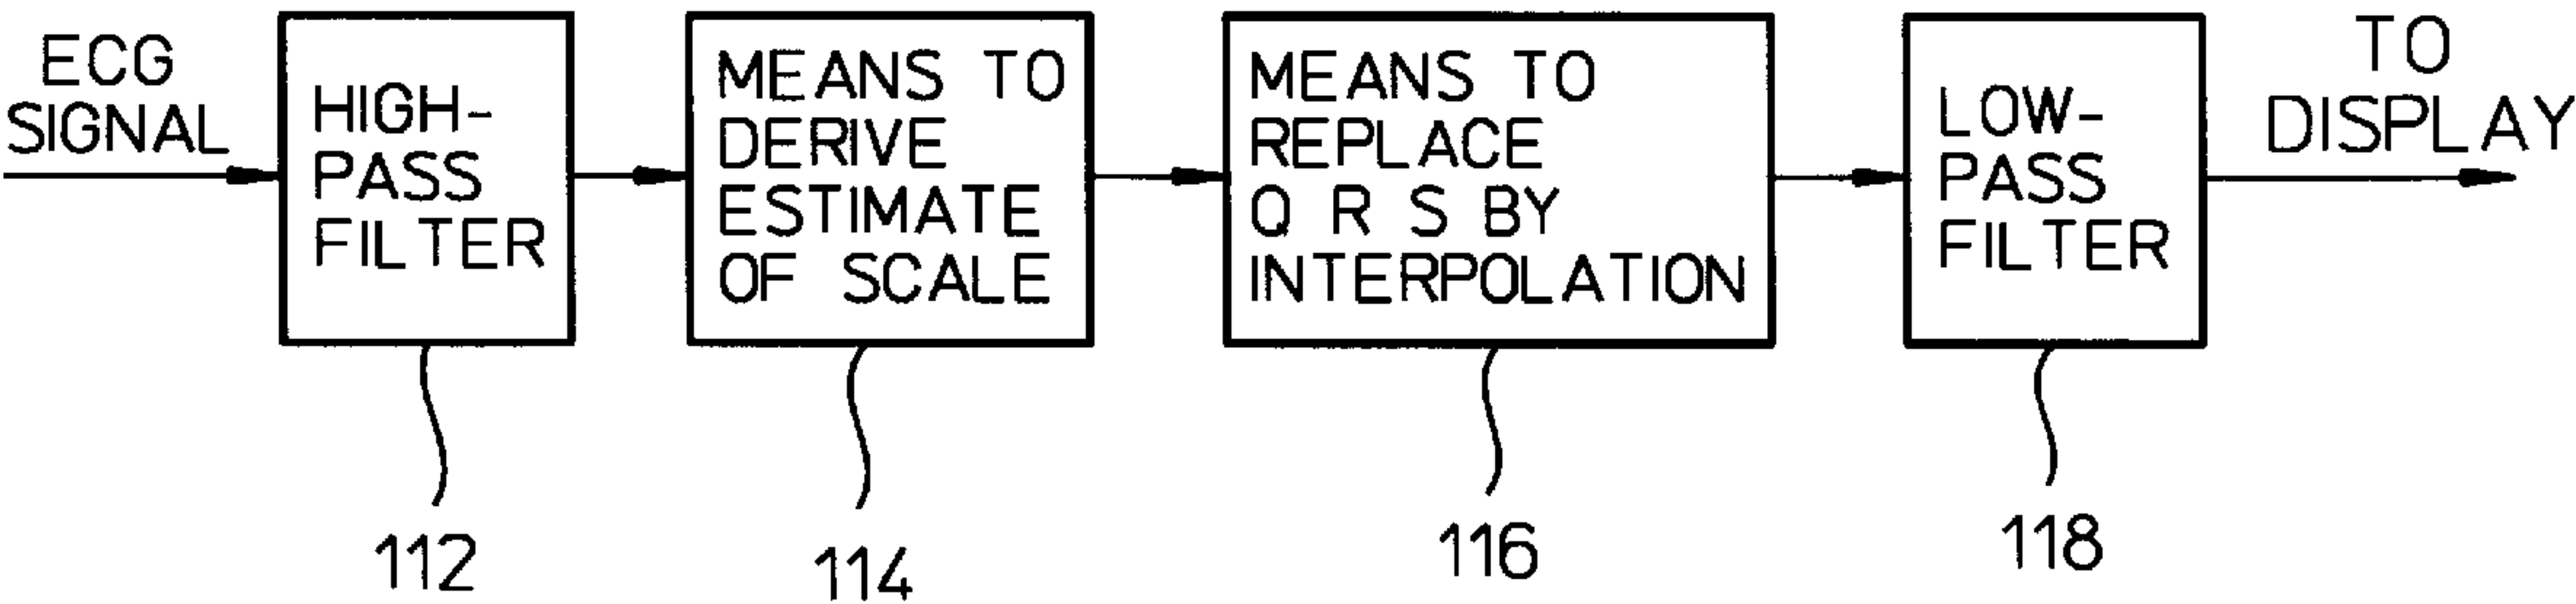 ECG
SIGNAL
HIGH-
PASS
FILTER
MEANS TO
DERIVE
ESTIMATE
OF SCALE
MEANS TO
REPLACE
Q R S BY
INTERPOLATION
LOW-
PASS
FILTER
TO
DISPLAY
112
114
116
118